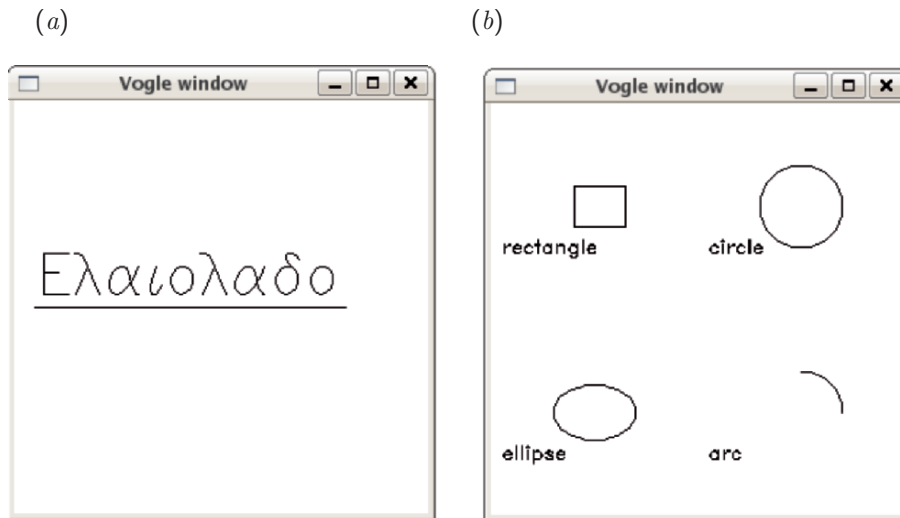 (a)
(b)
Vogle window
Vogle window
Ελαιολαδο
rectangle
circle
ellipse
arc